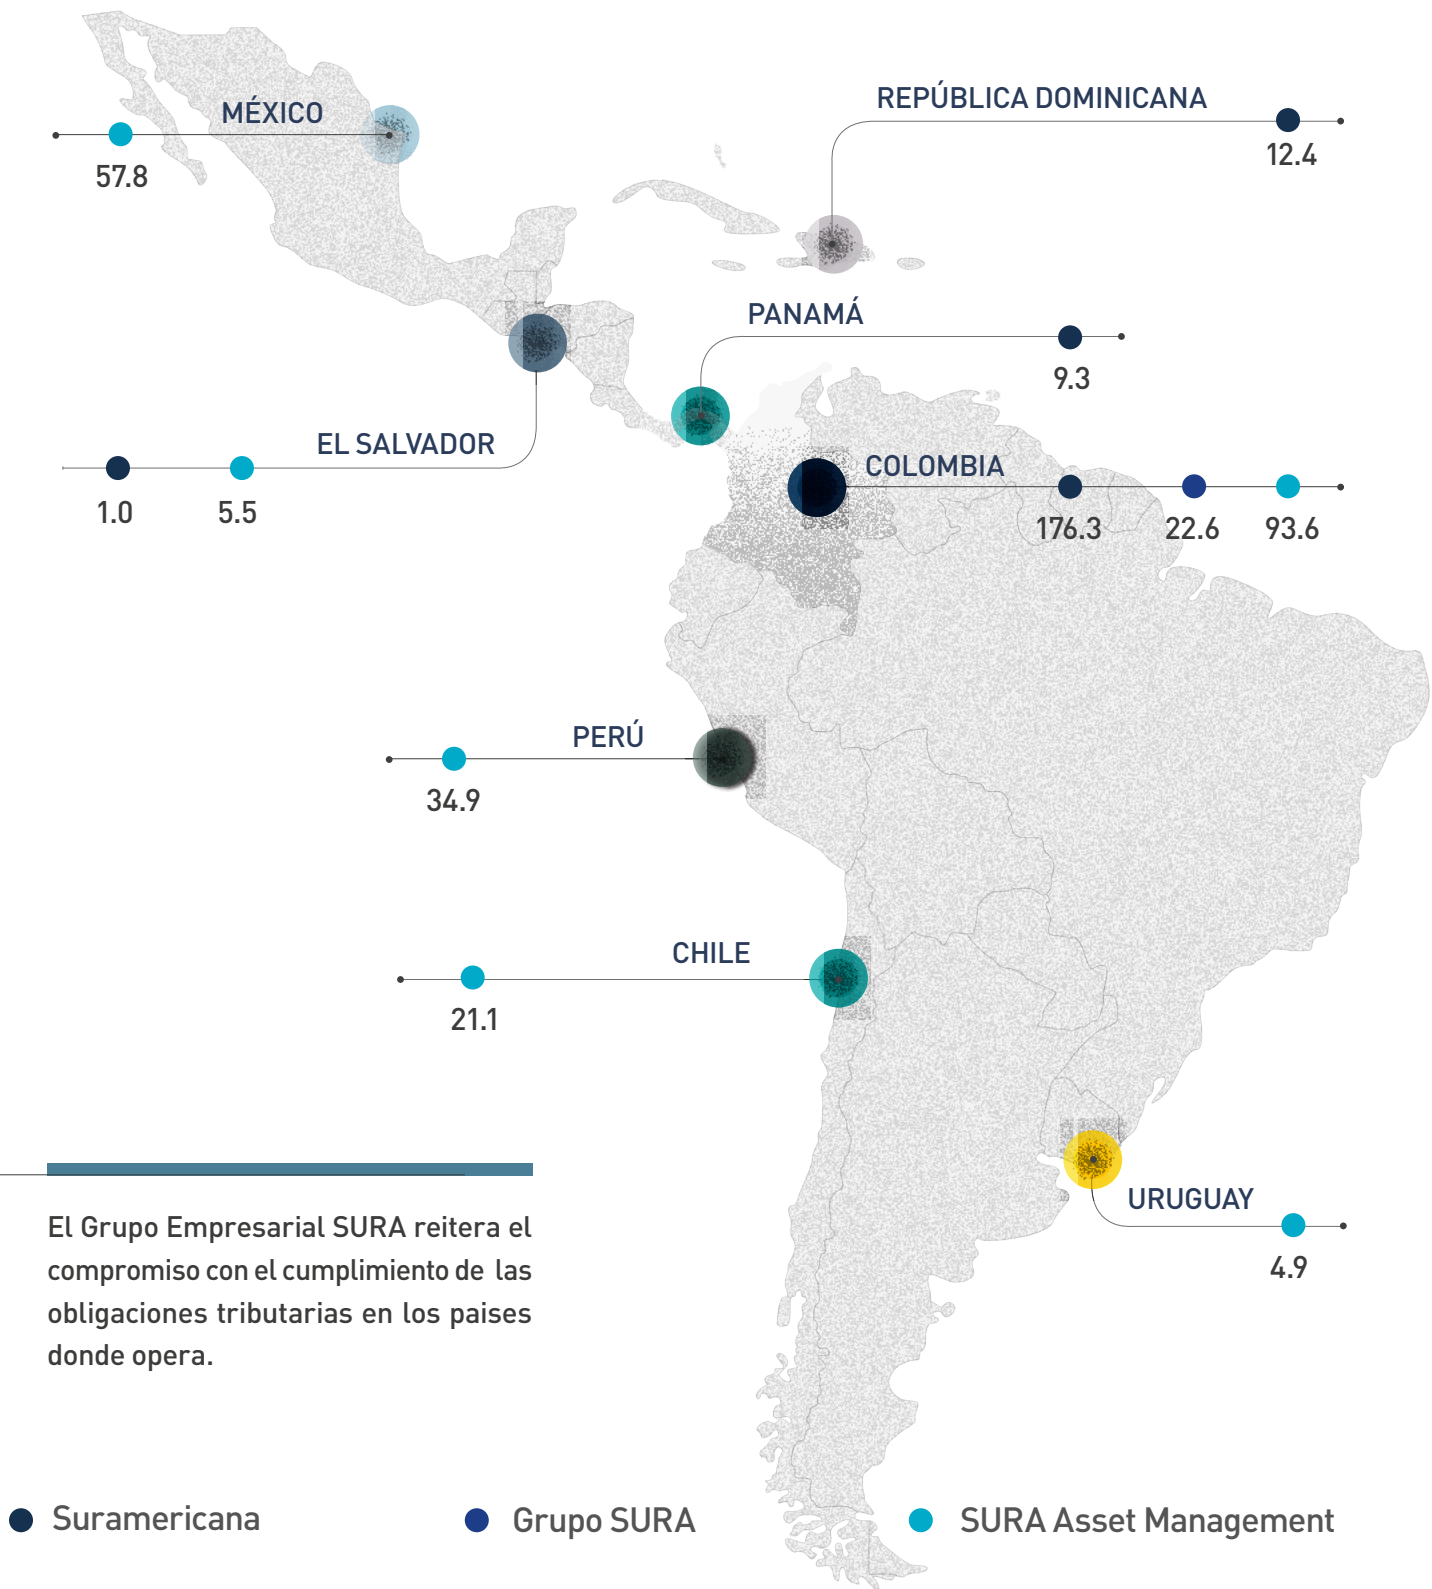 MÉXICO
57.8
REPÚBLICA DOMINICANA
12.4
PANAMÁ
9.3
EL SALVADOR
1.0 5.5
COLOMBIA
176.3 22.6 93.6
PERÚ
34.9
CHILE
21.1
URUGUAY
4.9
El Grupo Empresarial SURA reitera el
compromiso con el cumplimiento de las
obligaciones tributarias en los paises
donde opera.
Suramericana Grupo SURA SURA Asset Management